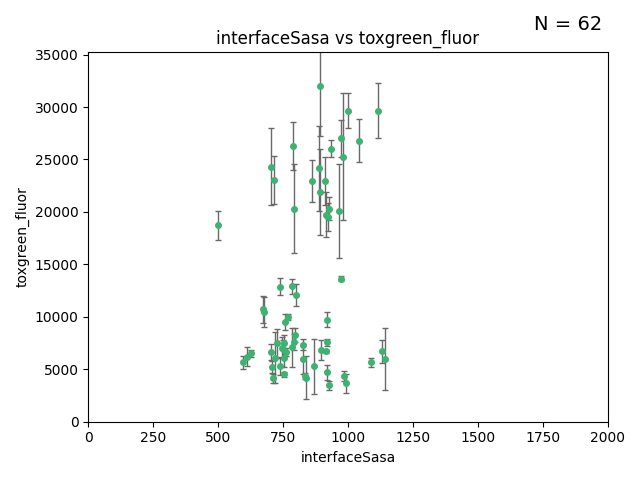 N = 62
interfaceSasa vs toxgreen_fluor
35000
30000
25000
20000
15000
10000
5000
0
toxgreen_fluor
0 250 500 750 1000 1250 1500 1750 2000
interfaceSasa